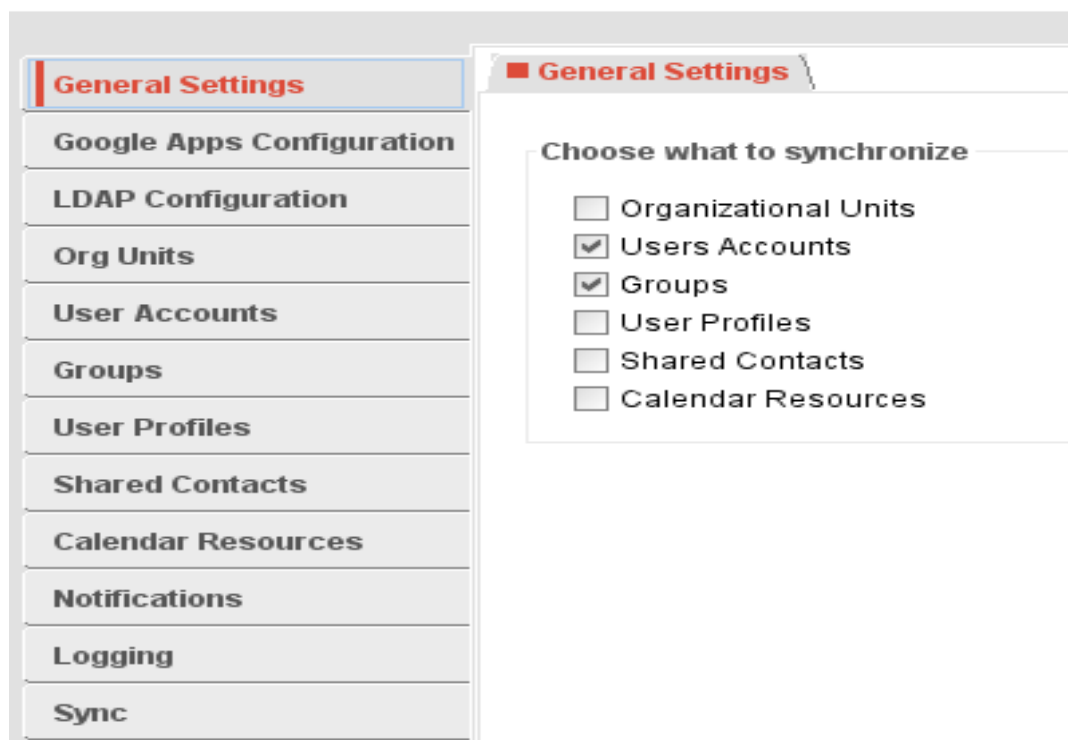 General Settings
Google Apps Configuration
LDAP Configuration
Org Units
User Accounts
Groups
User Profiles
Shared Contacts
Calendar Resources
Notifications
Logging
Sync
General Settings
Choose what to synchronize
Organizational Units
Users Accounts
Groups
User Profiles
Shared Contacts
Calendar Resources